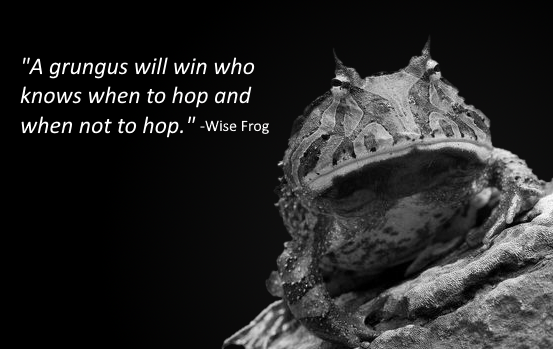 "A grungus will win who
knows when to hop and
when not to hop." -Wise Frog